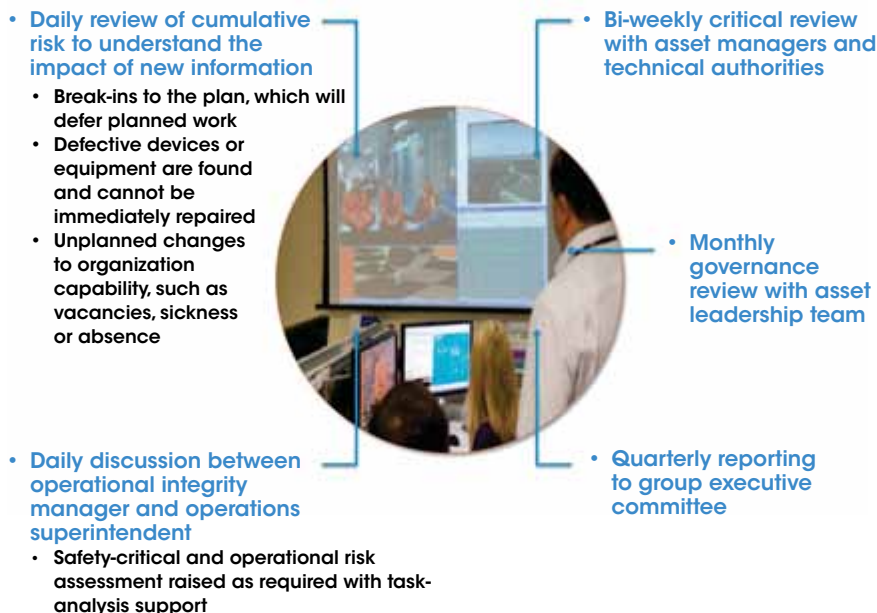 • Daily review of cumulative
risk to understand the
impact of new information
• Break-ins to the plan, which will
defer planned work
• Defective devices or
equipment are found
and cannot be
immediately repaired
• Unplanned changes
to organization
capability, such as
vacancies, sickness
or absence
• Daily discussion between
operational integrity
manager and operations
superintendent
• Safety-critical and operational risk
assessment raised as required with task-
analysis support
• Bi-weekly critical review
with asset managers and
technical authorities
• Monthly
governance
review with asset
leadership team
• Quarterly reporting
to group executive
committee